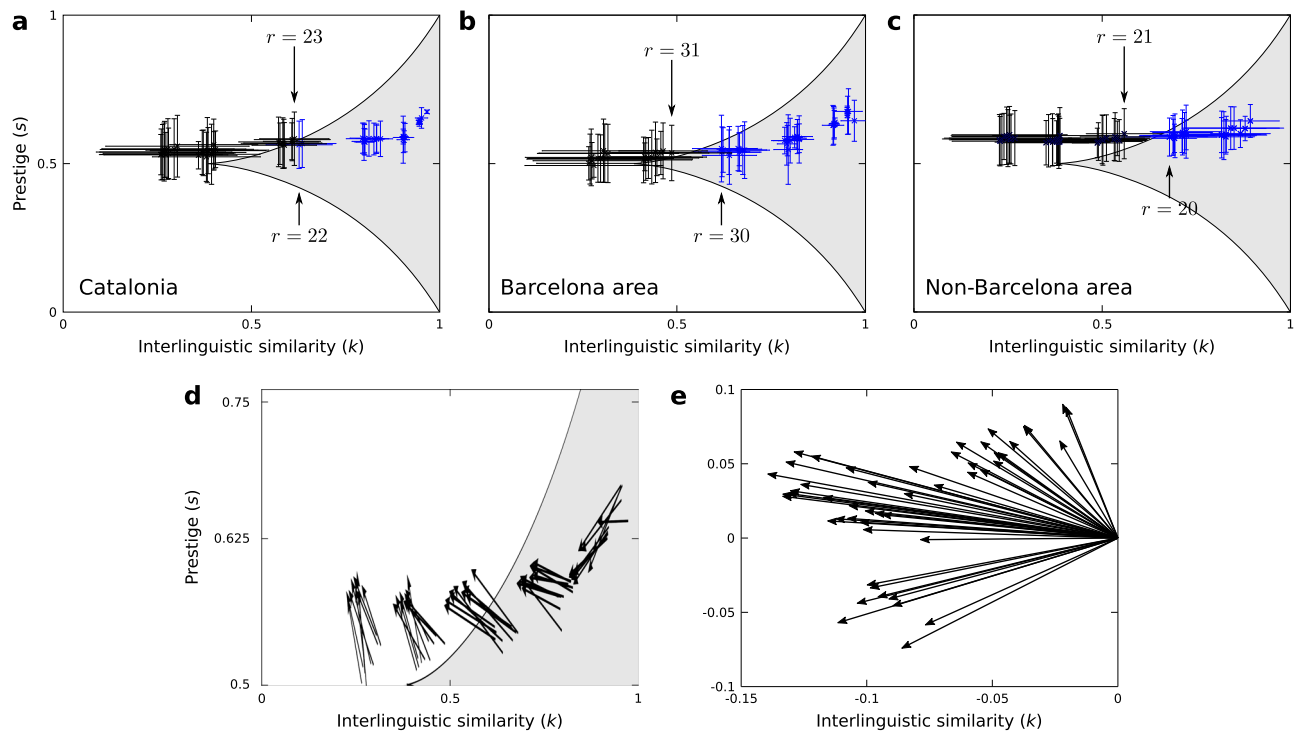 a
b
c
1
r = 23
r = 31
r = 21
Prestige (s)
0.5
r = 22
r = 30
r = 20
Catalonia
Barcelona area
Non-Barcelona area
0
0 0.5 1
0 0.5 1
0 0.5 1
Interlinguistic similarity (k)
Interlinguistic similarity (k)
Interlinguistic similarity (k)
d
0.75
Prestige (s)
0.625
0.5
0 0.5 1
Interlinguistic similarity (k)
e
0.1
0.05
0
-0.05
-0.1
-0.15 -0.1 -0.05 0
Interlinguistic similarity (k)